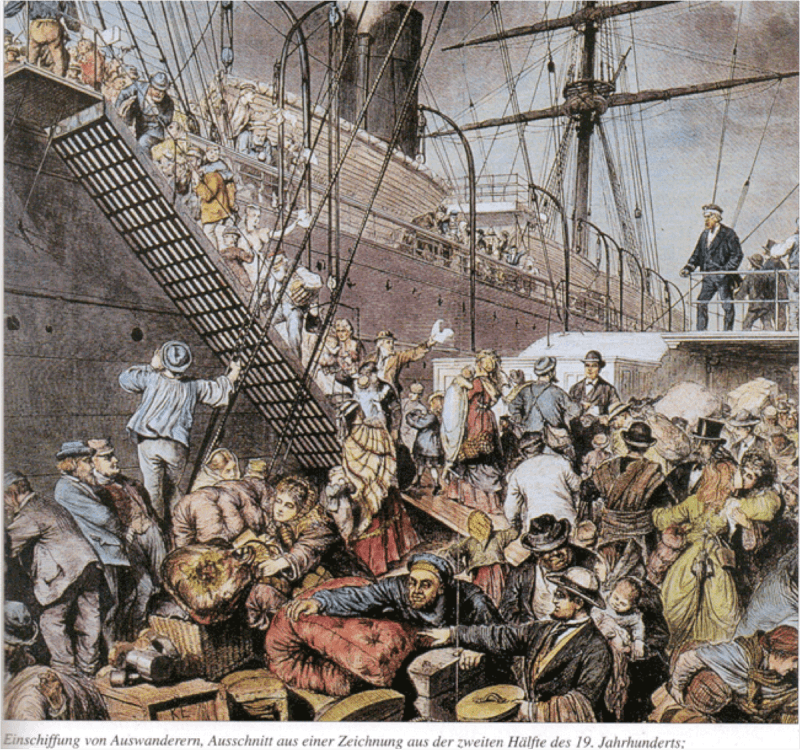 Einschiffung von Auswanderern, Ausschnitt aus einer Zeichnung aus der zweiten Hälfte des 19. Jahrhunderts;